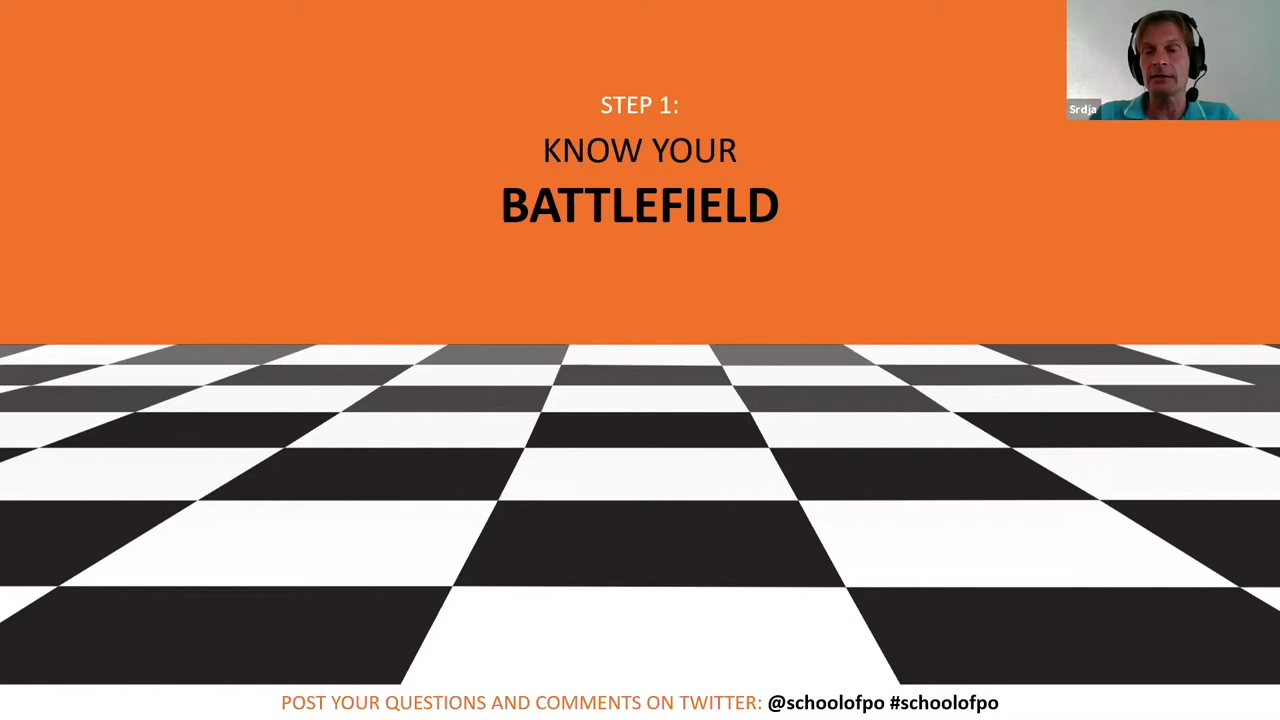 STEP 1:
KNOW YOUR
BATTLEFIELD
Srdja
POST YOUR QUESTIONS AND COMMENTS ON TWITTER: @schoolofpo #schoolofpo